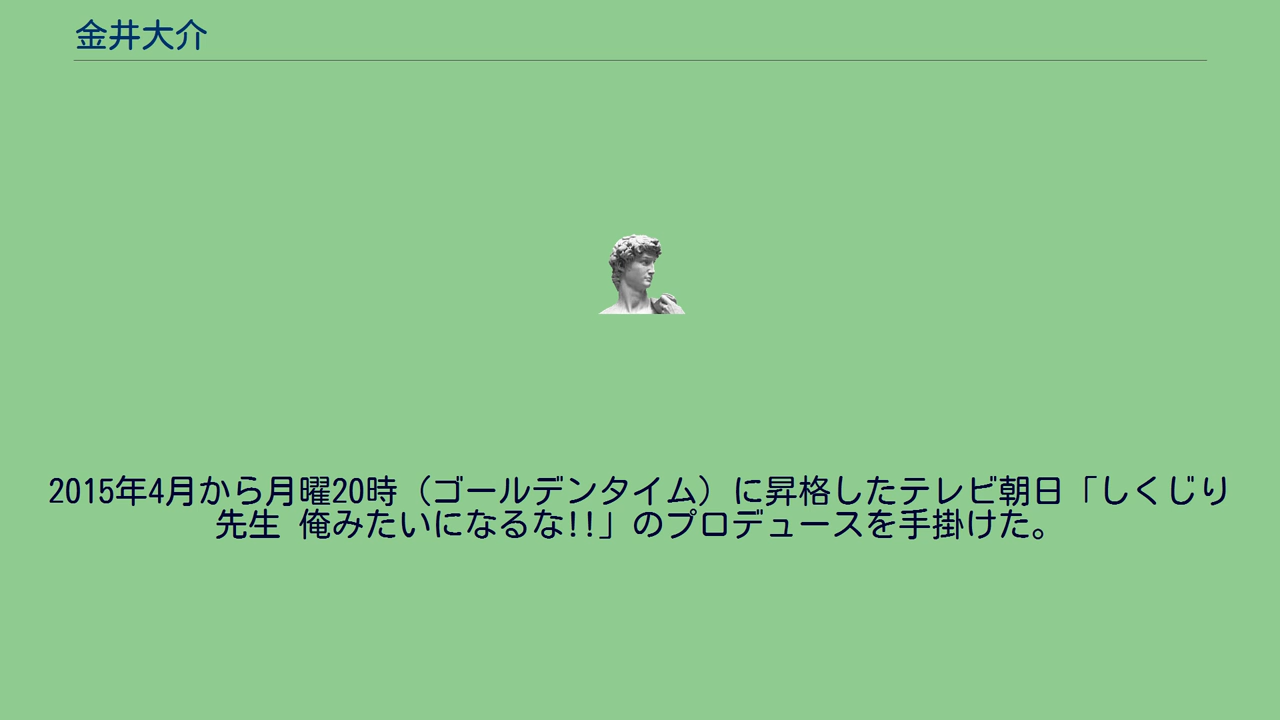 金井大介
2015年4月から月曜20時（ゴールデンタイム）に昇格したテレビ朝日「しくじり
先生 俺みたいになるな!!」のプロデュースを手掛けた。